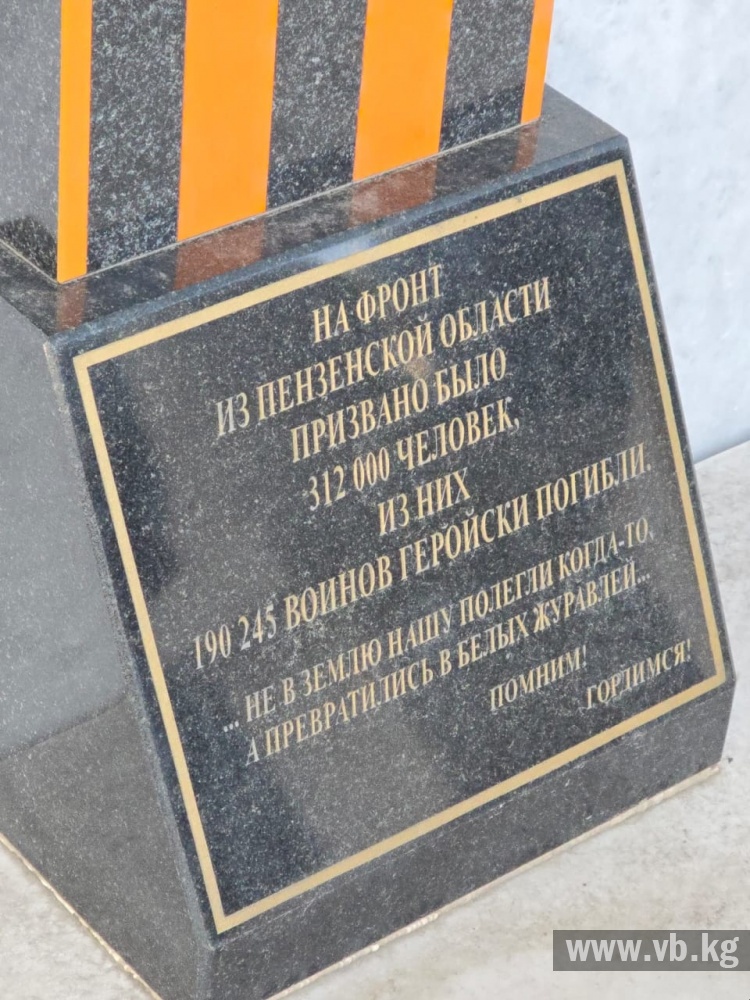 НА ФРОНТ
ИЗ ПЕНЗЕНСКОЙ ОБЛАСТИ
ПРИЗВАНО БЫЛО
312 000 ЧЕЛОВЕК,
ИЗ НИХ
190 245 ВОИНОВ ГЕРОЙСКИ ПОГИБЛИ.
... НЕ В ЗЕМЛЮ НАШУ ПОЛЕГЛИ КОГДА-ТО,
А ПРЕВРАТИЛИСЬ В БЕЛЫХ ЖУРАВЛЕЙ...
ПОМНИМ!
ГОРДИМСЯ!
www.vb.kg